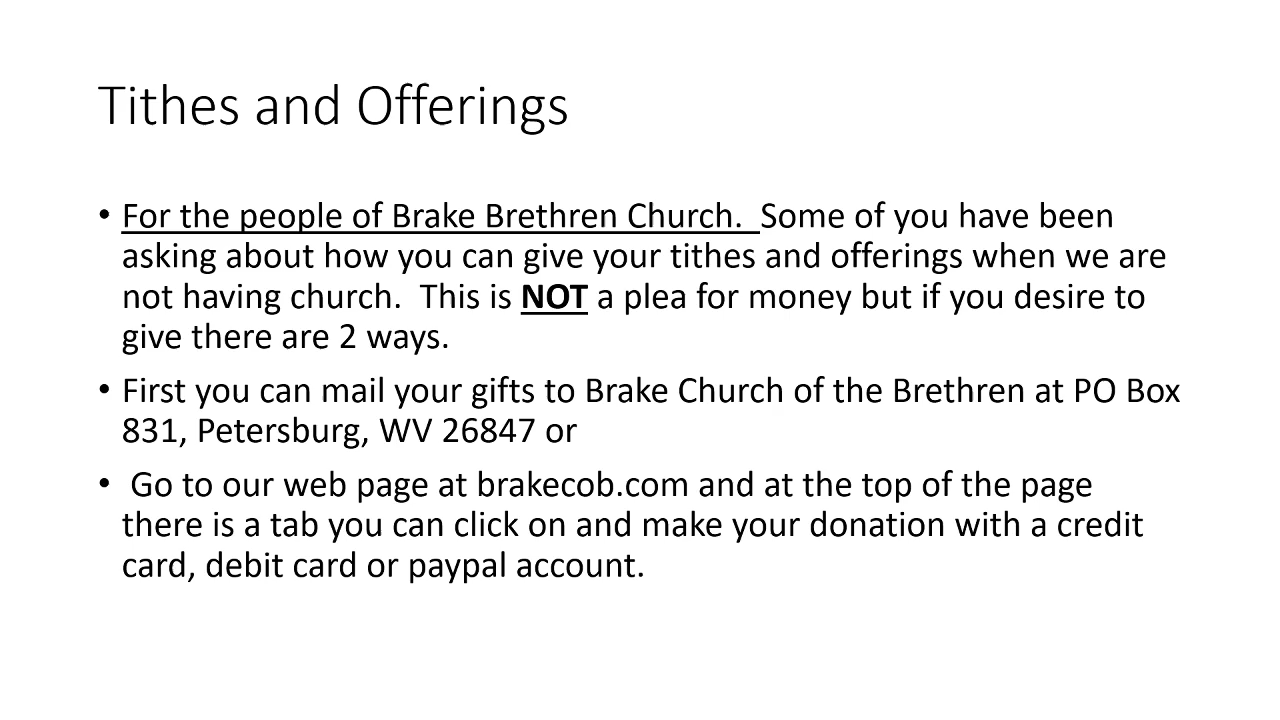 Tithes and Offerings
• For the people of Brake Brethren Church.  Some of you have been
asking about how you can give your tithes and offerings when we are
not having church.  This is NOT a plea for money but if you desire to
give there are 2 ways.
• First you can mail your gifts to Brake Church of the Brethren at PO Box
831, Petersburg, WV 26847 or
•  Go to our web page at brakecob.com and at the top of the page
there is a tab you can click on and make your donation with a credit
card, debit card or paypal account.